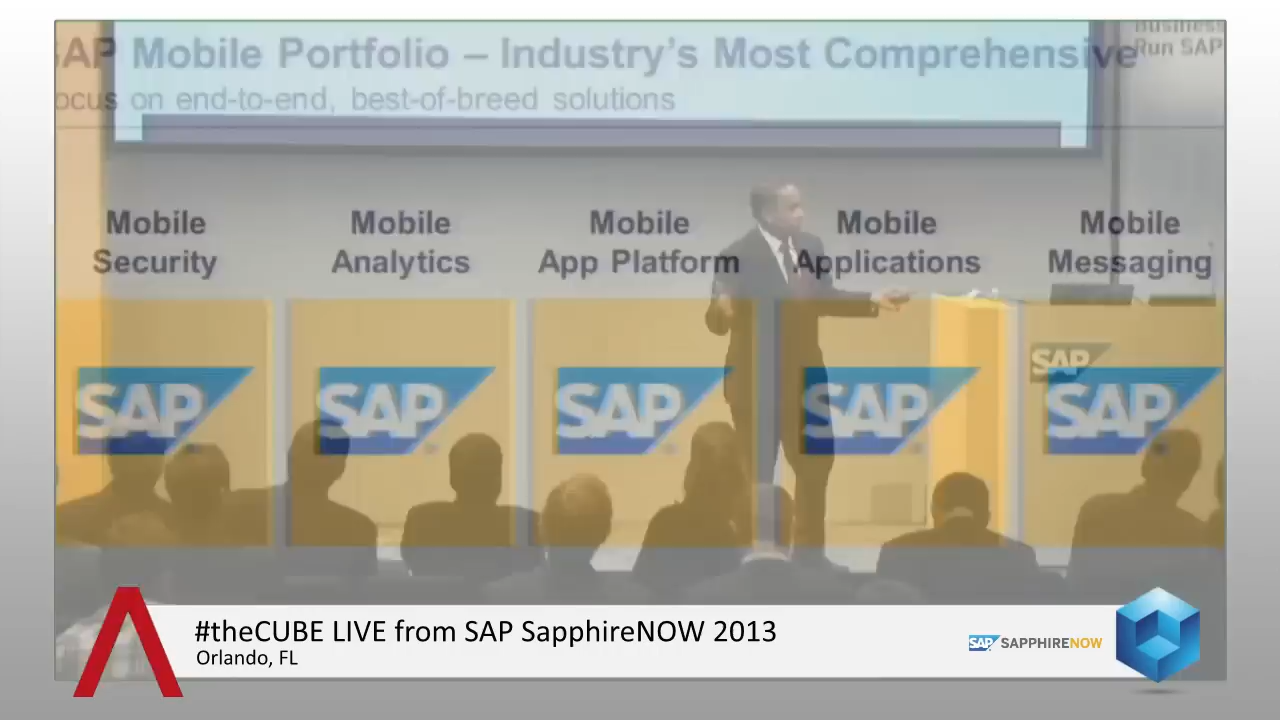 Business
SAP Mobile Portfolio – Industry's Most Comprehensive
Run SAP
ocus on end-to-end, best-of-breed solutions
Mobile
Security
Mobile
Analytics
Mobile
App Platform
Mobile
Applications
Mobile
Messaging
SAP
SAP
SAP
SAP
SAP
SAP
#theCUBE LIVE from SAP SapphireNOW 2013
Orlando, FL
SAP SAPPHIRENOW